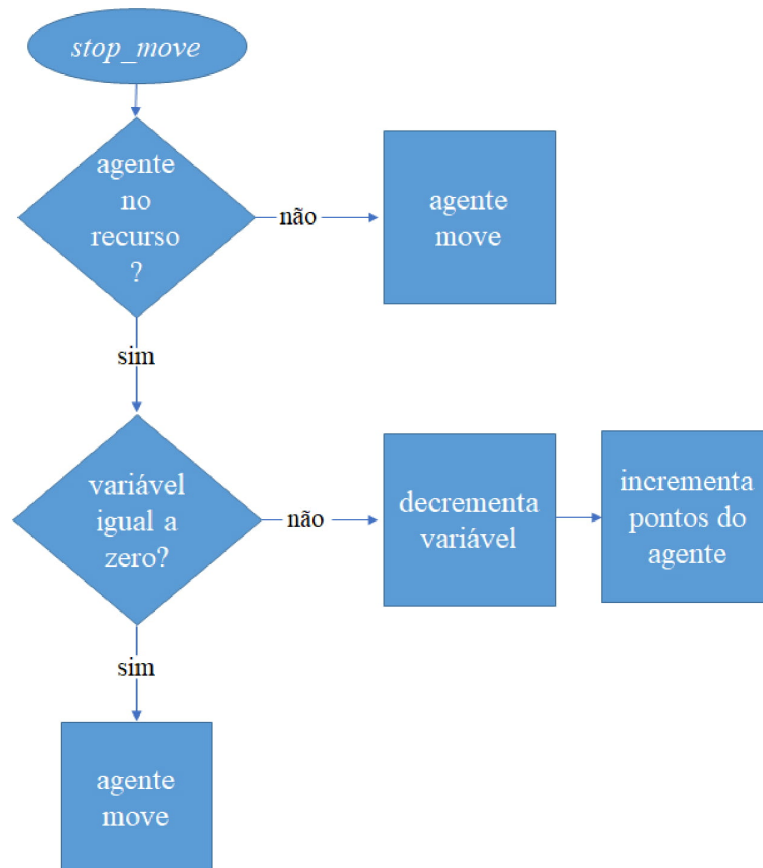 stop_move
agente
no
recurso
?
não
agente
move
sim
variável
igual a
zero?
não
decrementa
variável
incrementa
pontos do
agente
sim
agente
move